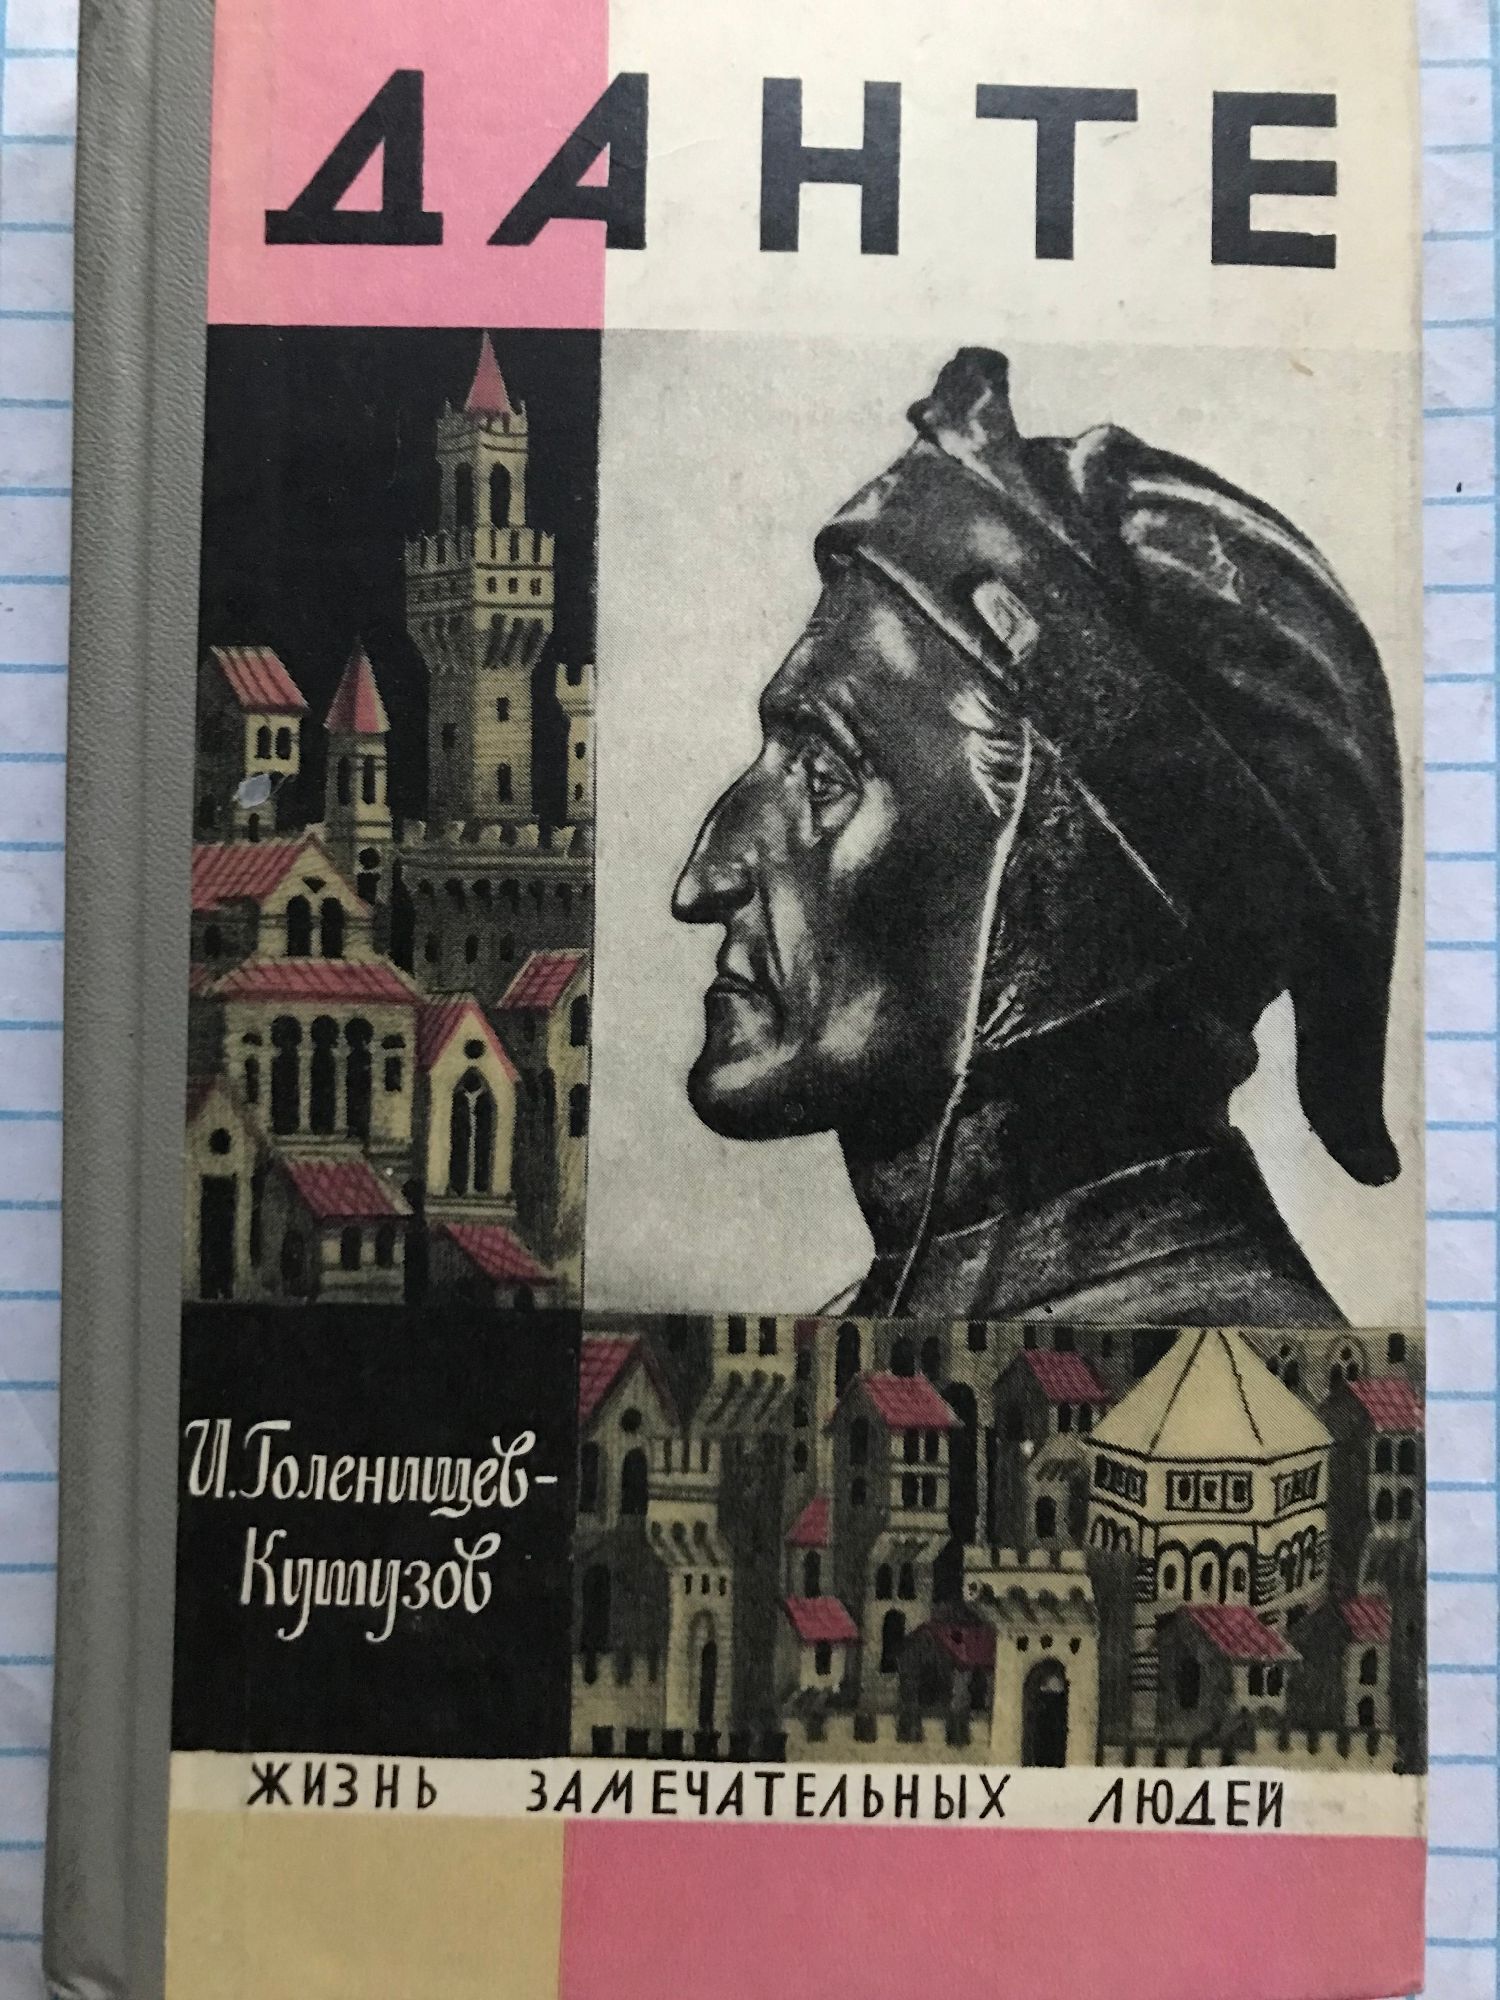 ДАНТЕ
И. Голенищев-
Кутузов
ЖИЗНЬ ЗАМЕЧАТЕЛЬНЫХ ЛЮДЕЙ